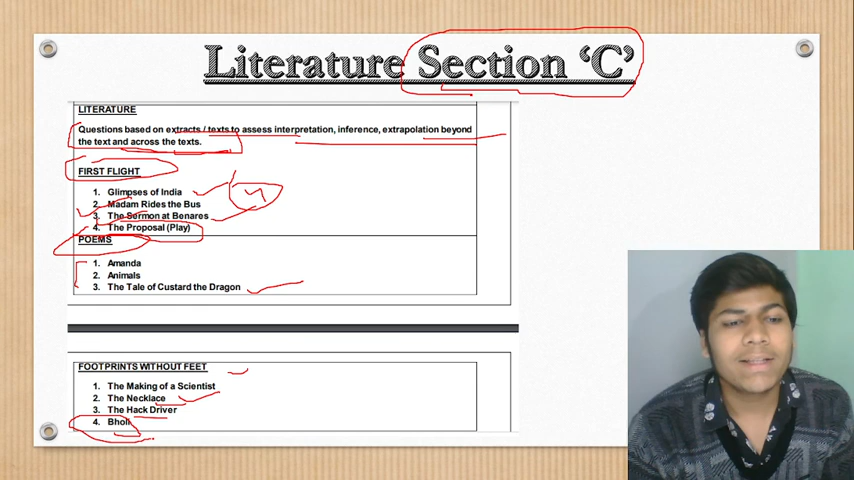 Literature Section ‘C’
LITERATURE
Questions based on extracts / texts to assess interpretation, inference, extrapolation beyond
the text and across the texts.
FIRST FLIGHT
1. Glimpses of India
2. Madam Rides the Bus
3. The Sermon at Benares
4. The Proposal (Play)
POEMS
1. Amanda
2. Animals
3. The Tale of Custard the Dragon
FOOTPRINTS WITHOUT FEET
1. The Making of a Scientist
2. The Necklace
3. The Hack Driver
4. Bholi